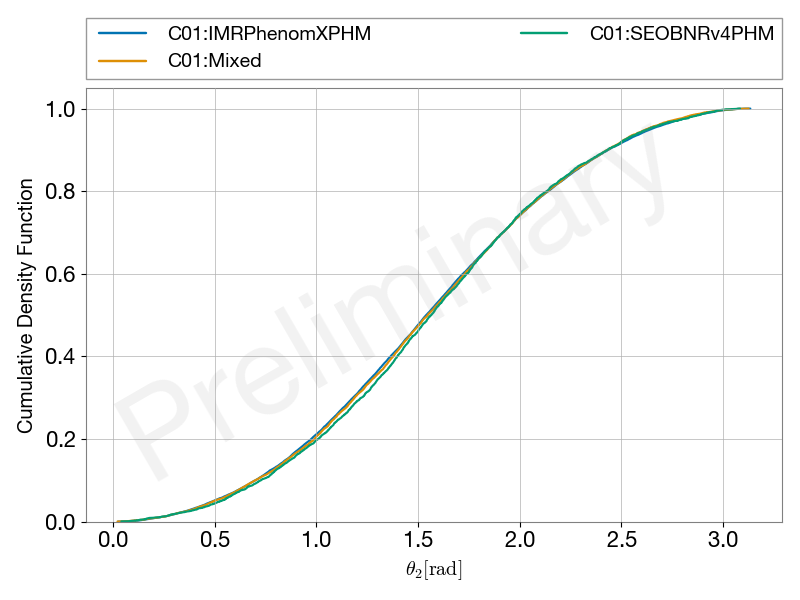 C01:IMRPhenomXPHM C01:SEOBNRv4PHM
C01:Mixed
1.0
0.8
0.6
0.4
0.2
0.0
Cumulative Density Function
Preliminary
0.0 0.5 1.0 1.5 2.0 2.5 3.0
θ₂[rad]